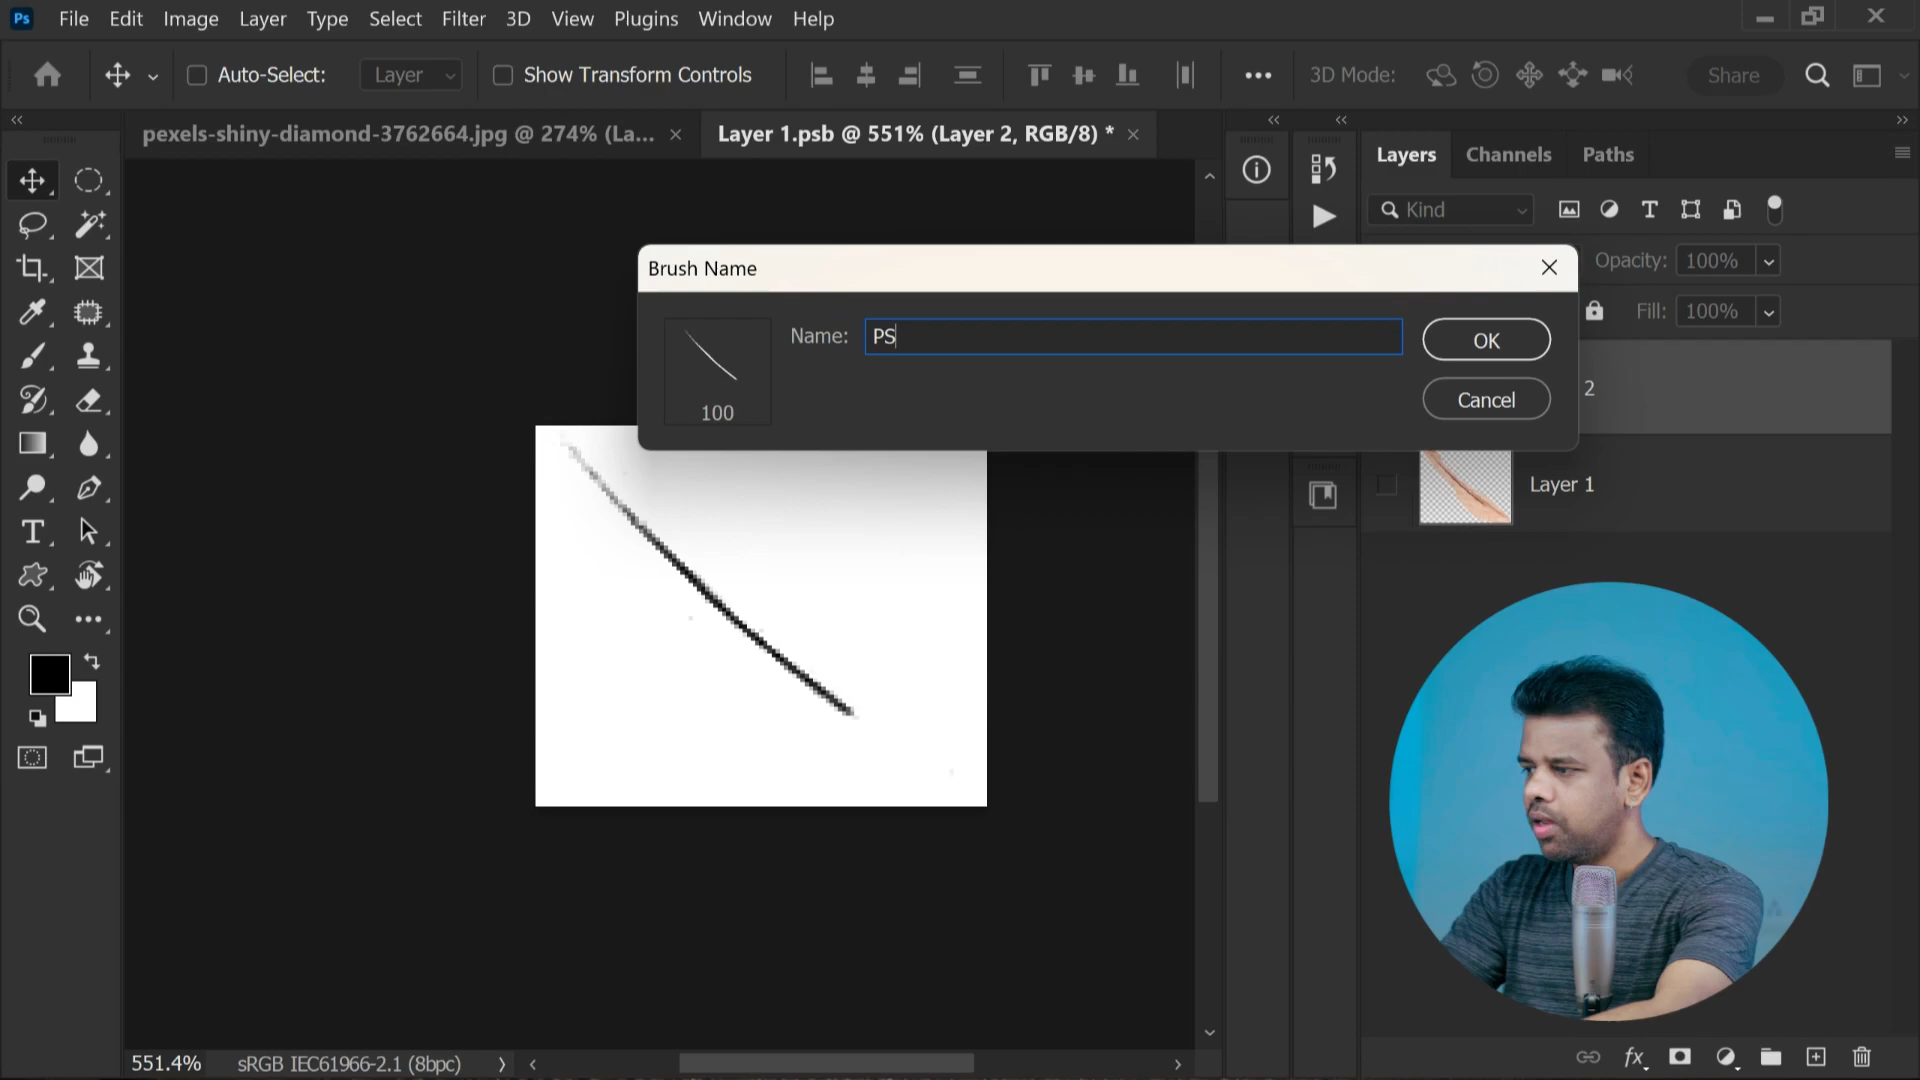 Ps File Edit Image Layer Type Select Filter 3D View Plugins Window Help
Auto-Select: Layer Show Transform Controls 3D Mode: Share
pexels-shiny-diamond-3762664.jpg @ 274% (La... Layer 1.psb @ 551% (Layer 2, RGB/8) *
Layers Channels Paths
Kind
Opacity: 100%
Fill: 100%
Brush Name
Name: PS
OK
Cancel
100
2
Layer 1
551.4% sRGB IEC61966-2.1 (8bpc)
fx